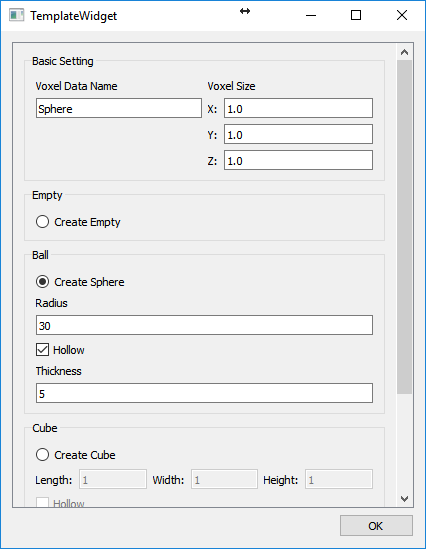 TemplateWidget
Basic Setting
Voxel Data Name Voxel Size
Sphere X: 1.0
Y: 1.0
Z: 1.0
Empty
Create Empty
Ball
Create Sphere
Radius
30
Hollow
Thickness
5
Cube
Create Cube
Length: 1 Width: 1 Height: 1
Hollow
OK